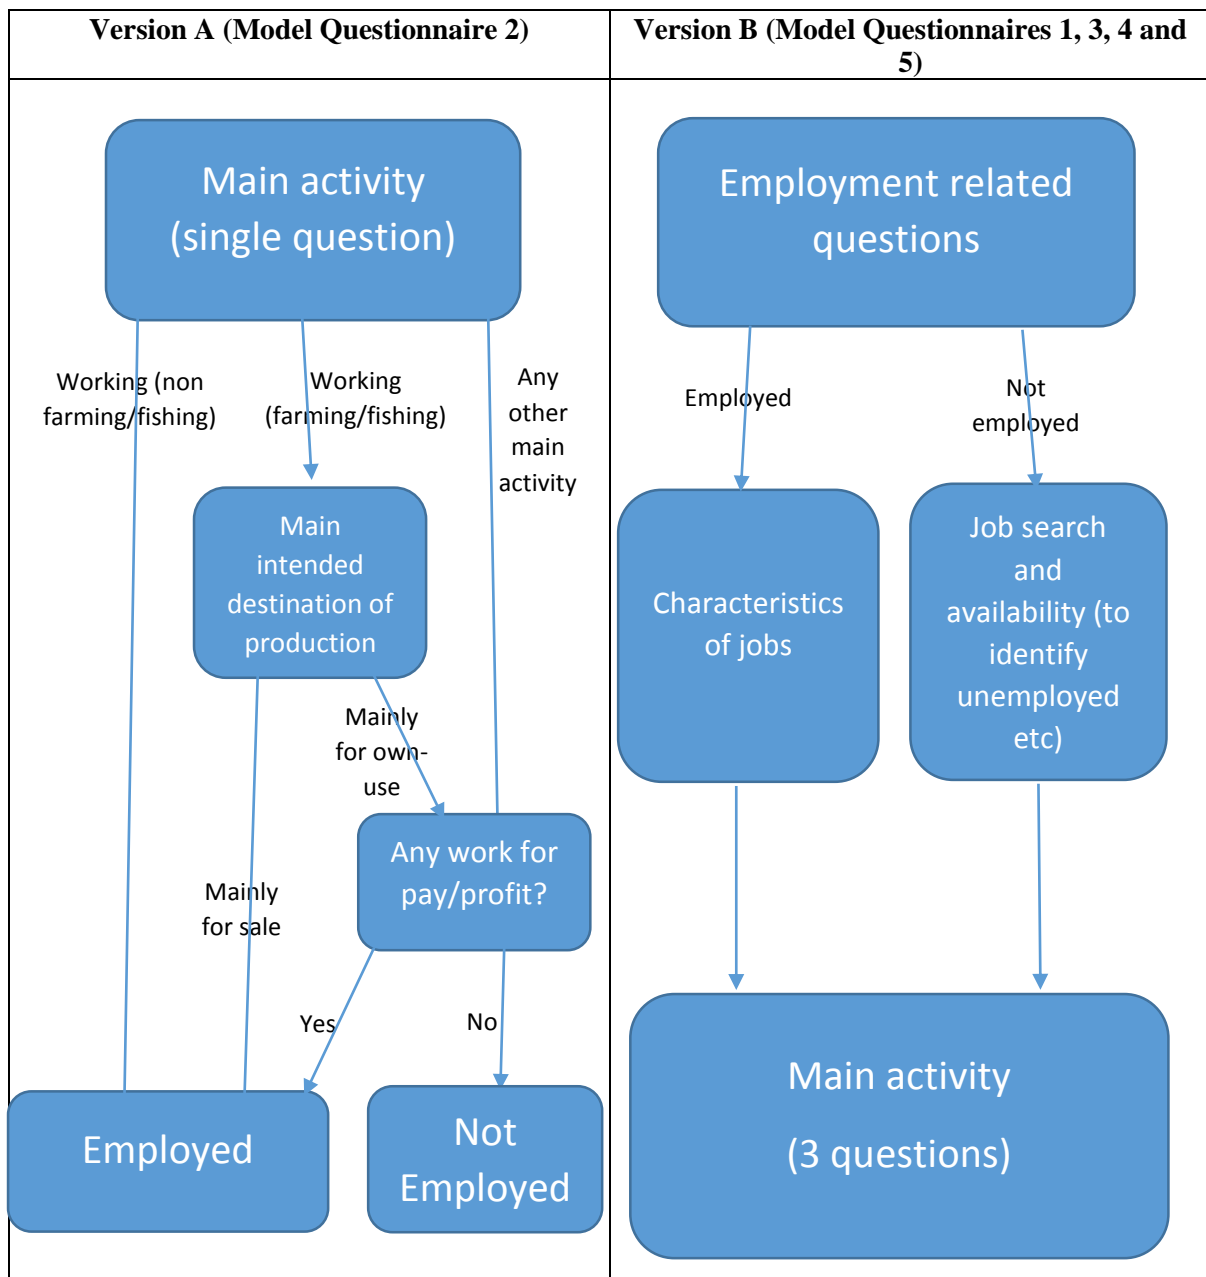 Version A (Model Questionnaire 2)
Version B (Model Questionnaires 1, 3, 4 and
5)
Main activity
(single question)
Working (non
farming/fishing)
Working
(farming/fishing)
Any
other
main
activity
Main
intended
destination of
production
Mainly
for own-
use
Any work for
pay/profit?
Mainly
for sale
Yes
No
Employed
Not
Employed
Employment related
questions
Employed
Not
employed
Characteristics
of jobs
Job search
and
availability (to
identify
unemployed
etc)
Main activity
(3 questions)